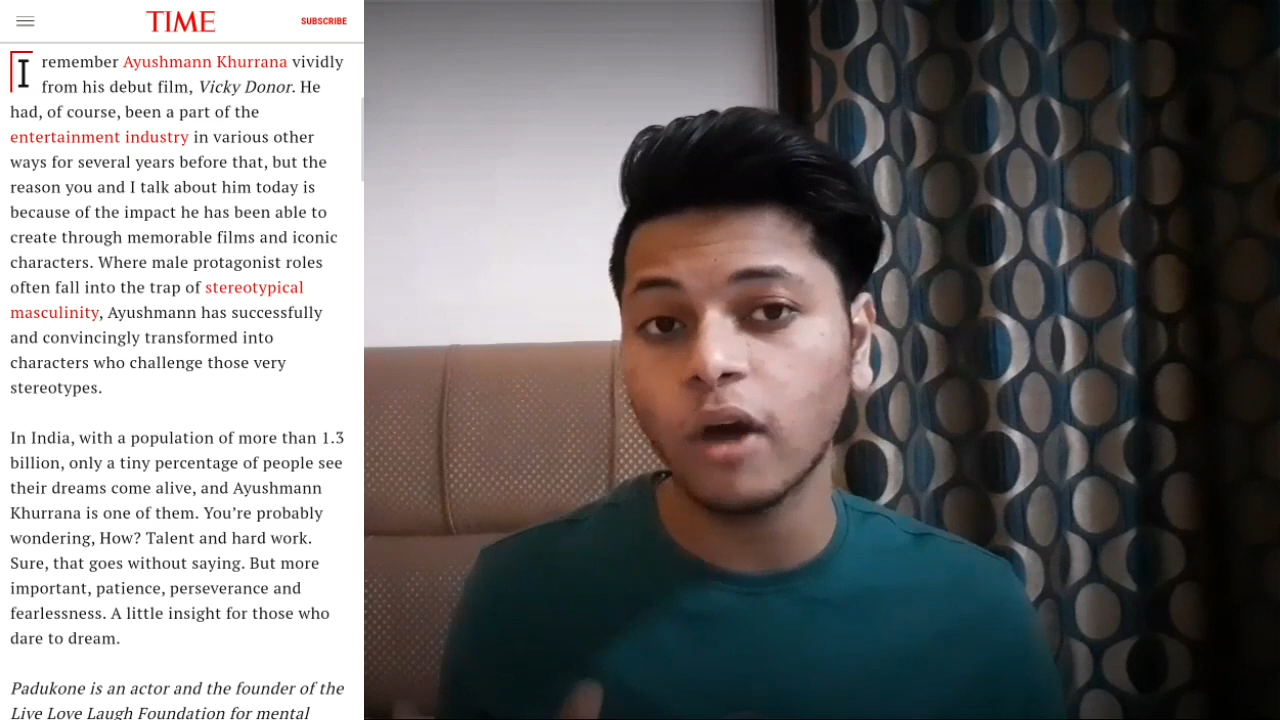 TIME
SUBSCRIBE
I remember Ayushmann Khurrana vividly
from his debut film, Vicky Donor. He
had, of course, been a part of the
entertainment industry in various other
ways for several years before that, but the
reason you and I talk about him today is
because of the impact he has been able to
create through memorable films and iconic
characters. Where male protagonist roles
often fall into the trap of stereotypical
masculinity, Ayushmann has successfully
and convincingly transformed into
characters who challenge those very
stereotypes.
In India, with a population of more than 1.3
billion, only a tiny percentage of people see
their dreams come alive, and Ayushmann
Khurrana is one of them. You’re probably
wondering, How? Talent and hard work.
Sure, that goes without saying. But more
important, patience, perseverance and
fearlessness. A little insight for those who
dare to dream.
Padukone is an actor and the founder of the
Live Love Laugh Foundation for mental